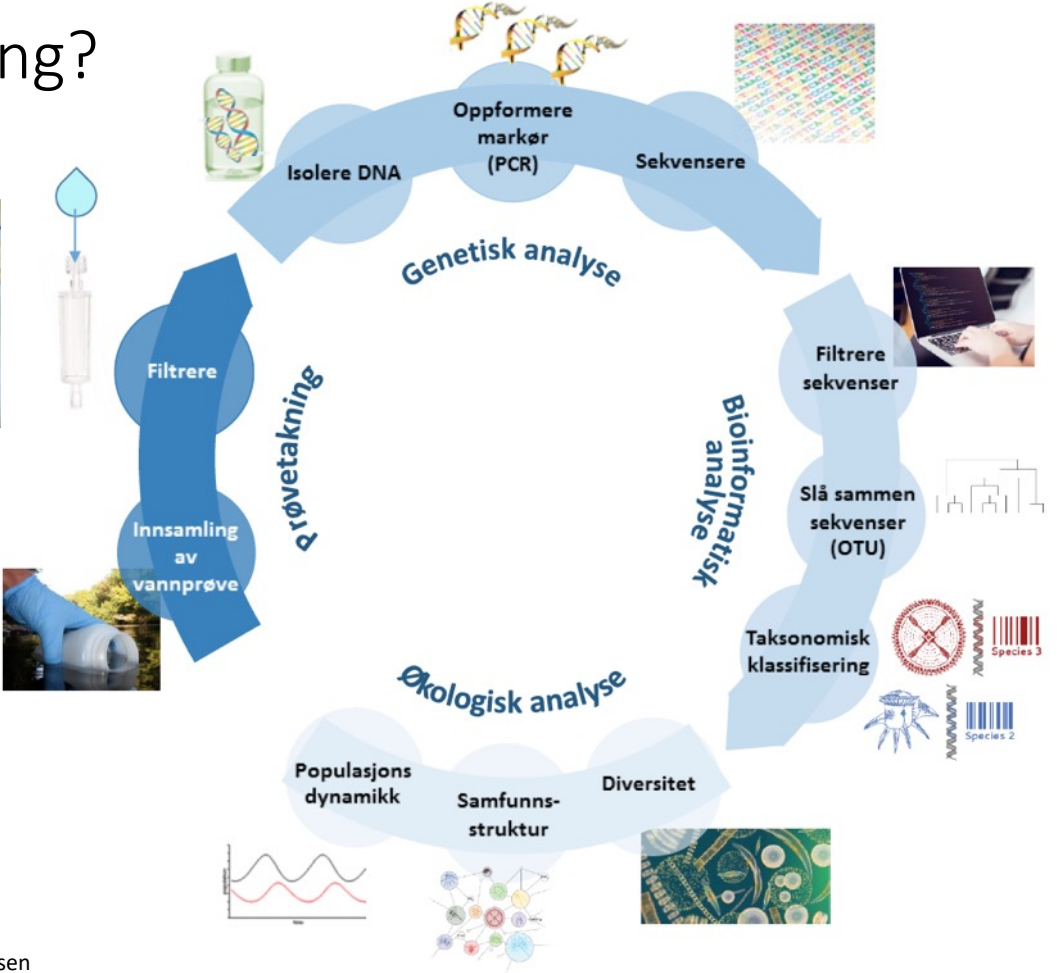 ng?
Oppformere
markør
(PCR)
Isolere DNA
Sekvensere
Genetisk analyse
Filtrere
Innsamling
av
vannprøve
Prøvetakning
Filtrere
sekvenser
Slå sammen
sekvenser
(OTU)
Taksonomisk
klassifisering
Bioinformatisk
analyse
Species 3
Species 2
Økologisk analyse
Populasjons
dynamikk
Samfunns-
struktur
Diversitet
sen